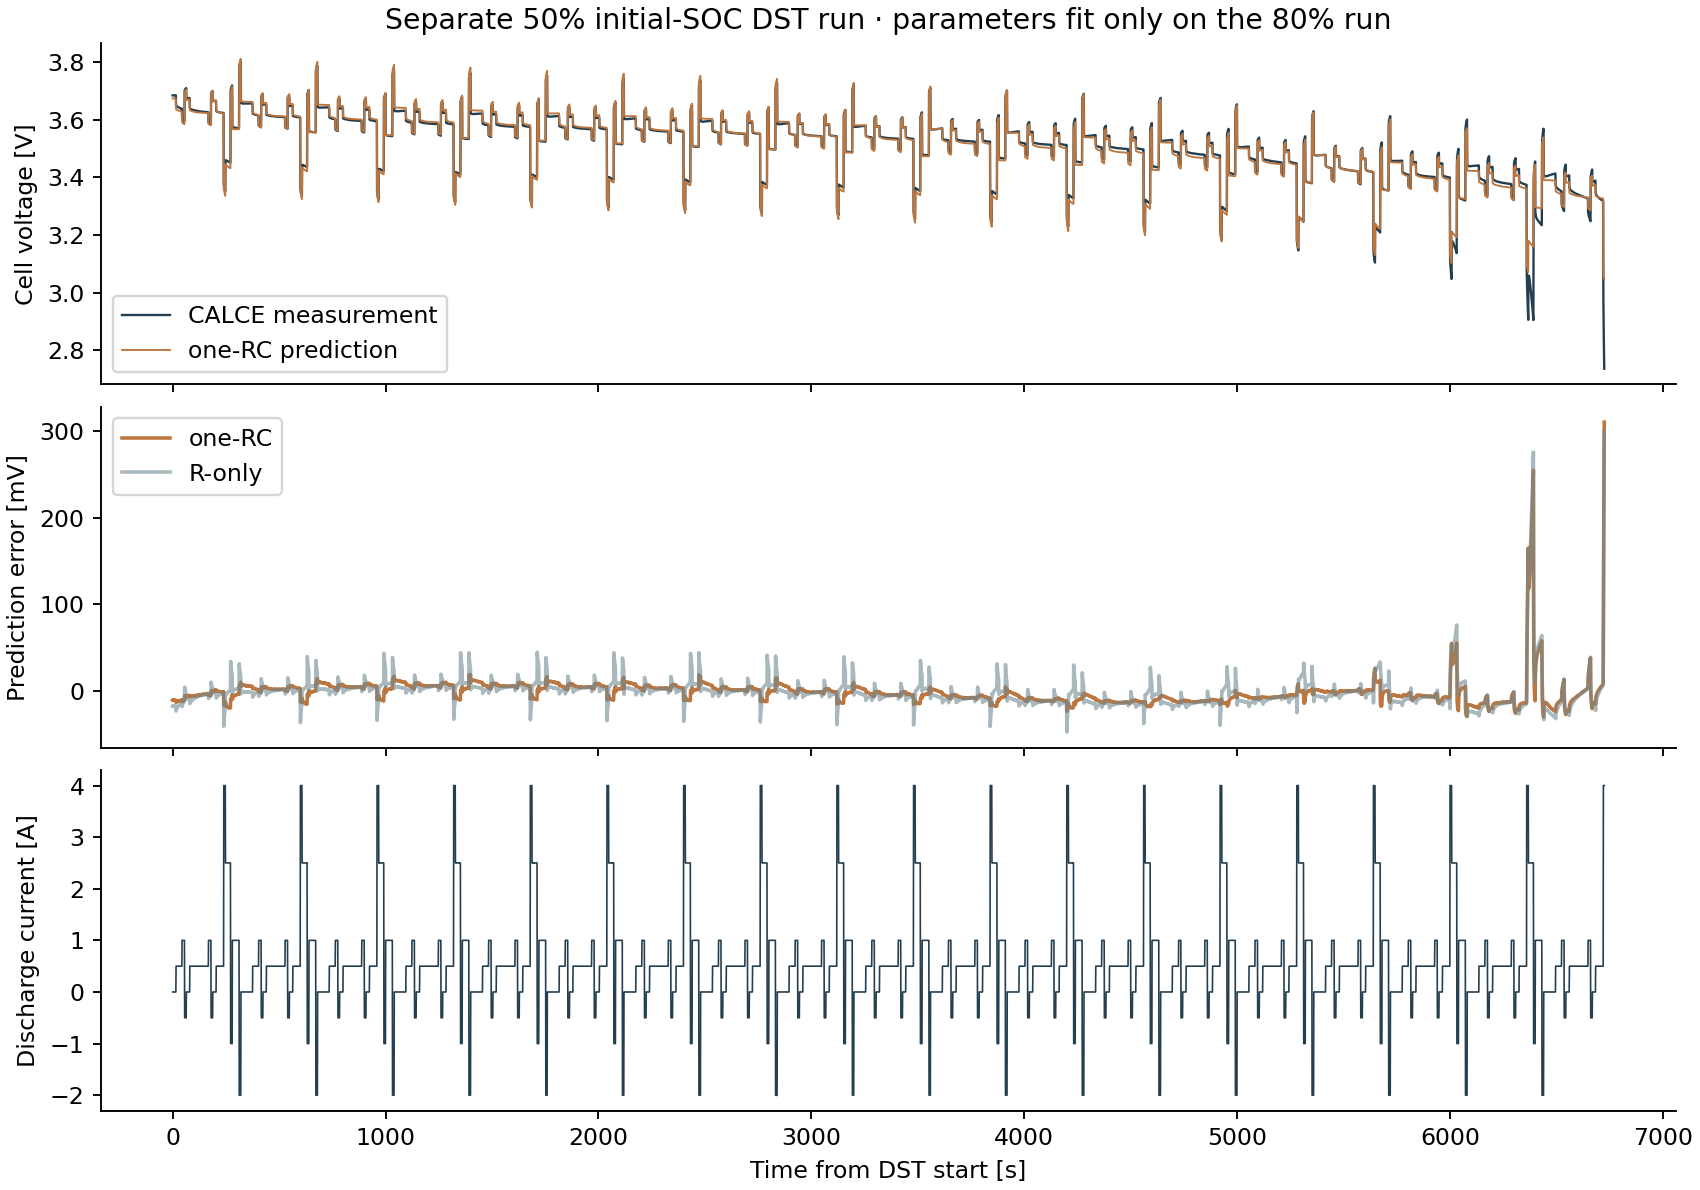 Separate 50% initial-SOC DST run · parameters fit only on the 80% run
Cell voltage [V]
3.8
3.6
3.4
3.2
3.0
2.8
CALCE measurement
one-RC prediction
Prediction error [mV]
300
200
100
0
one-RC
R-only
Discharge current [A]
4
3
2
1
0
−1
−2
0 1000 2000 3000 4000 5000 6000 7000
Time from DST start [s]